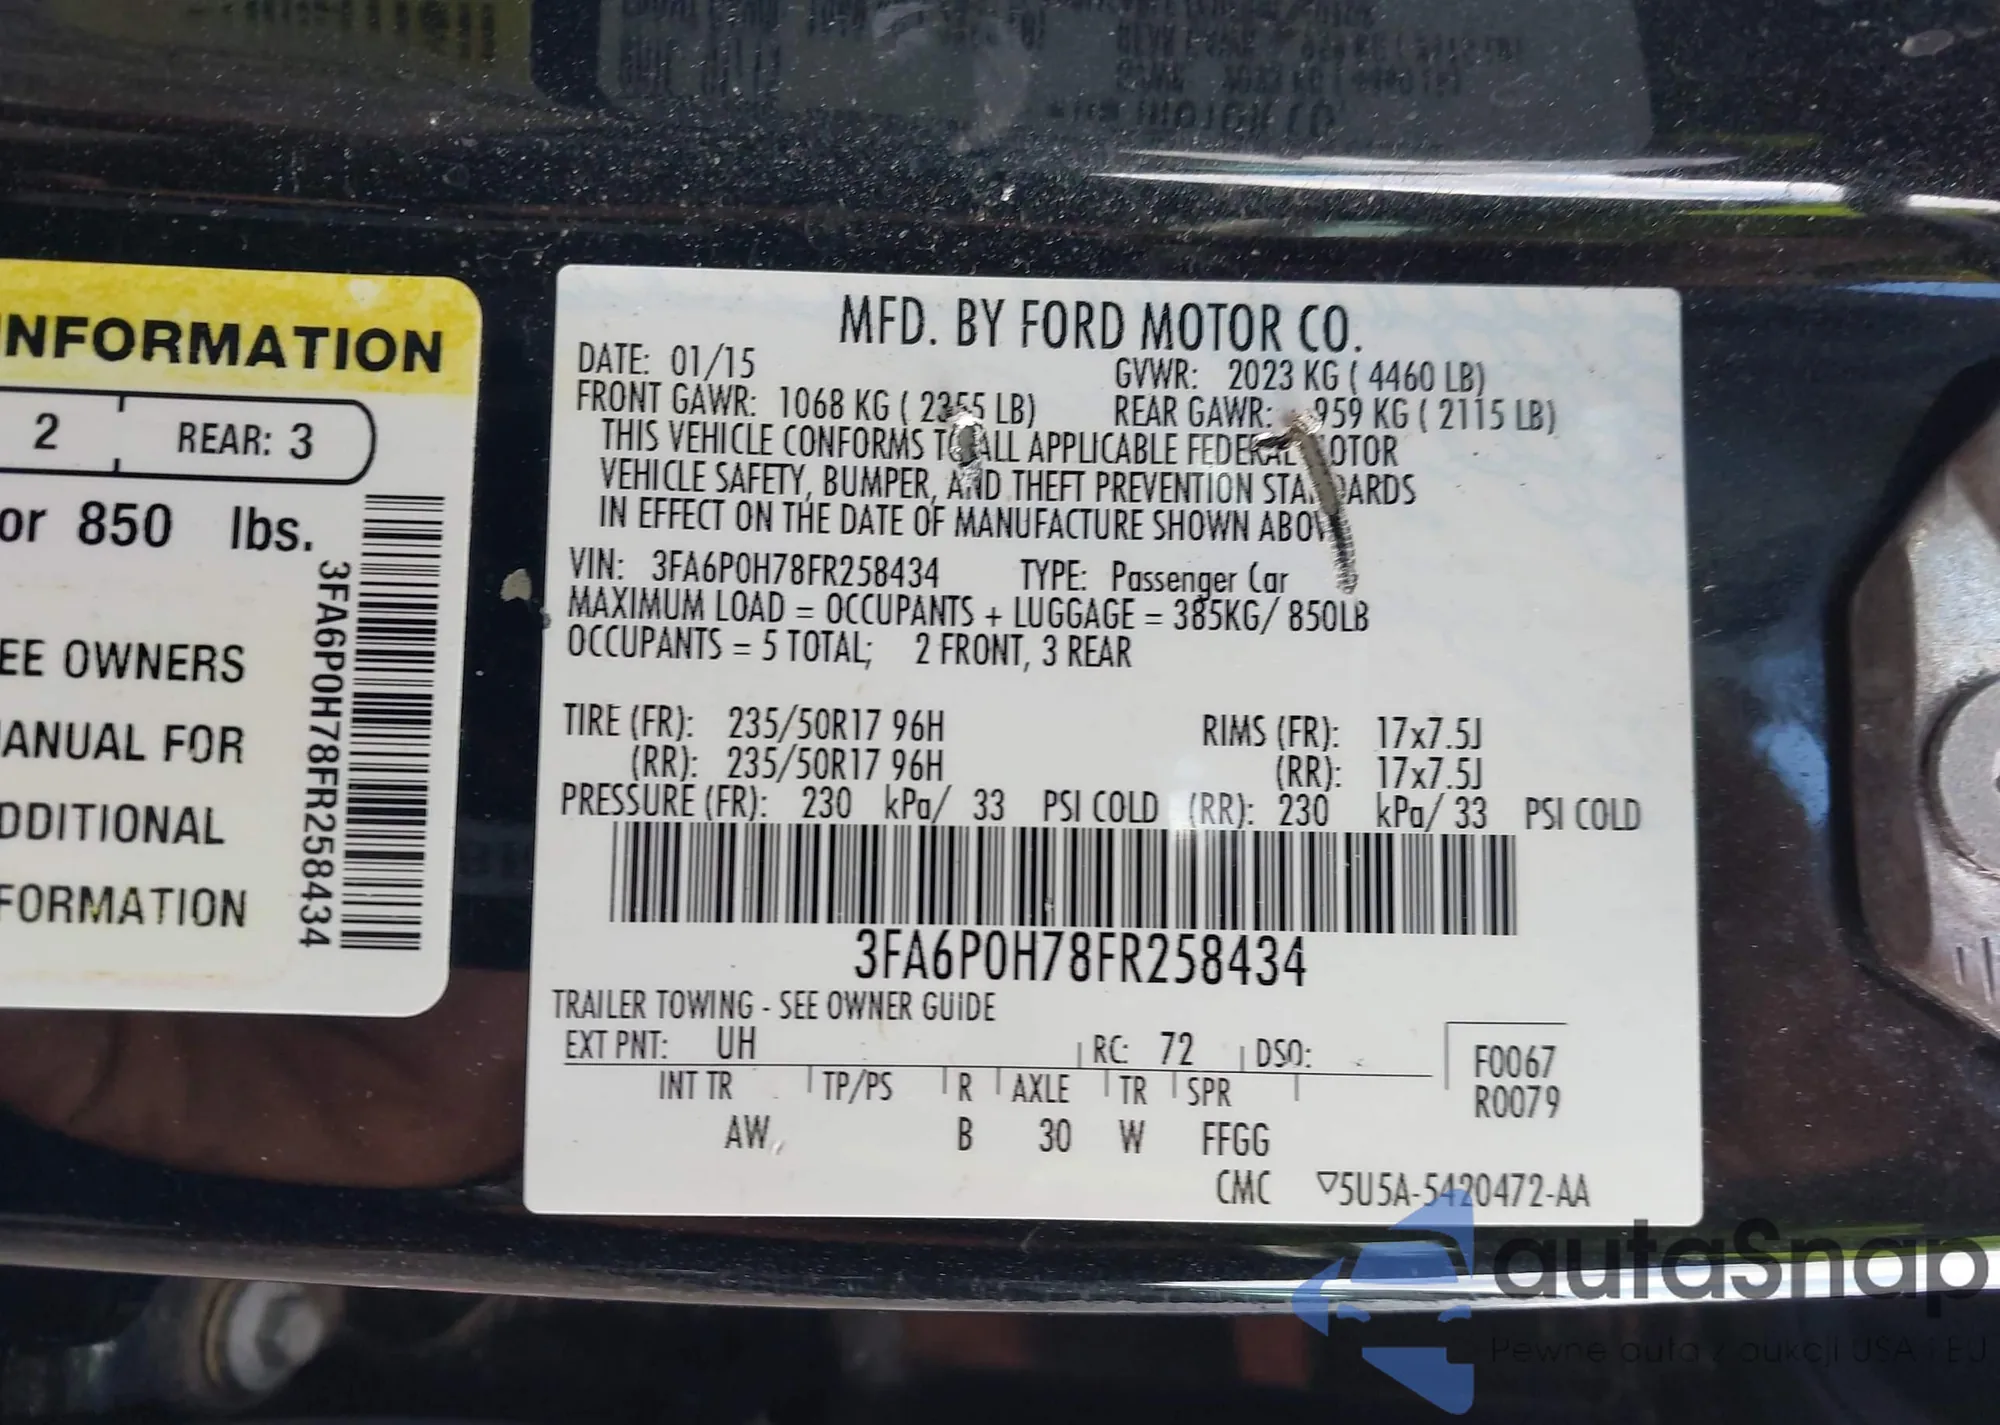 INFORMATION
2 REAR: 3
or 850 lbs.
EE OWNERS
ANUAL FOR
DDITIONAL
FORMATION
3FA6P0H78FR258434
MFD. BY FORD MOTOR CO.
DATE: 01/15 GVWR: 2023 KG ( 4460 LB)
FRONT GAWR: 1068 KG ( 2355 LB) REAR GAWR: 959 KG ( 2115 LB)
THIS VEHICLE CONFORMS TO ALL APPLICABLE FEDERAL MOTOR
VEHICLE SAFETY, BUMPER, AND THEFT PREVENTION STANDARDS
IN EFFECT ON THE DATE OF MANUFACTURE SHOWN ABOV
VIN: 3FA6P0H78FR258434 TYPE: Passenger Car
MAXIMUM LOAD = OCCUPANTS + LUGGAGE = 385KG/ 850LB
OCCUPANTS = 5 TOTAL; 2 FRONT, 3 REAR
TIRE (FR): 235/50R17 96H RIMS (FR): 17x7.5J
(RR): 235/50R17 96H (RR): 17x7.5J
PRESSURE (FR): 230 kPa/ 33 PSI COLD (RR): 230 kPa/ 33 PSI COLD
3FA6P0H78FR258434
TRAILER TOWING - SEE OWNER GUiDE
EXT PNT: UH RC: 72 DSO:
F0067
R0079
INT TR TP/PS R AXLE TR SPR
AW B 30 W FFGG
CMC ▽5U5A-5420472-AA
autaSnap
Pewne auta z aukcji USA i EU